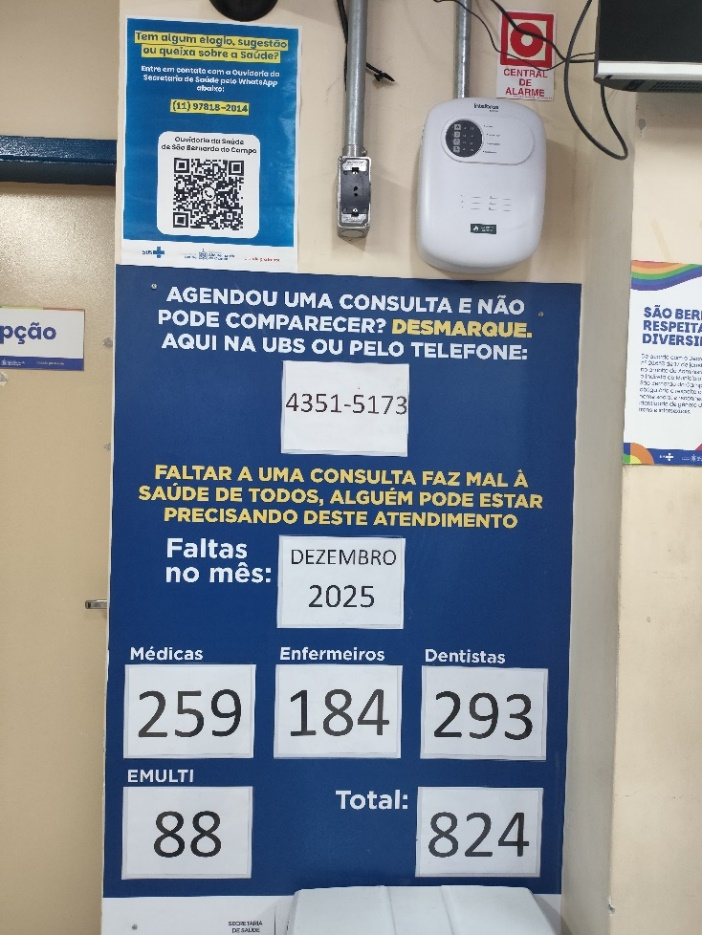 Tem algum elogio, sugestão
ou queixa sobre a Saúde?
Entre em contato com a Ouvidoria da
Secretaria de Saúde pelo WhatsApp
abaixo:
(11) 97818-2014
Ouvidoria da Saúde
de São Bernardo do Campo
CENTRAL
DE
ALARME
intelbras
pção
AGENDOU UMA CONSULTA E NÃO
PODE COMPARECER? DESMARQUE.
AQUI NA UBS OU PELO TELEFONE:
4351-5173
FALTAR A UMA CONSULTA FAZ MAL À
SAÚDE DE TODOS, ALGUÉM PODE ESTAR
PRECISANDO DESTE ATENDIMENTO
Faltas
no mês:
DEZEMBRO
2025
Médicas
259
Enfermeiros
184
Dentistas
293
EMULTI
88
Total:
824
SECRETARIA
DE SAÚDE
SÃO BER
RESPEITA
DIVERSI